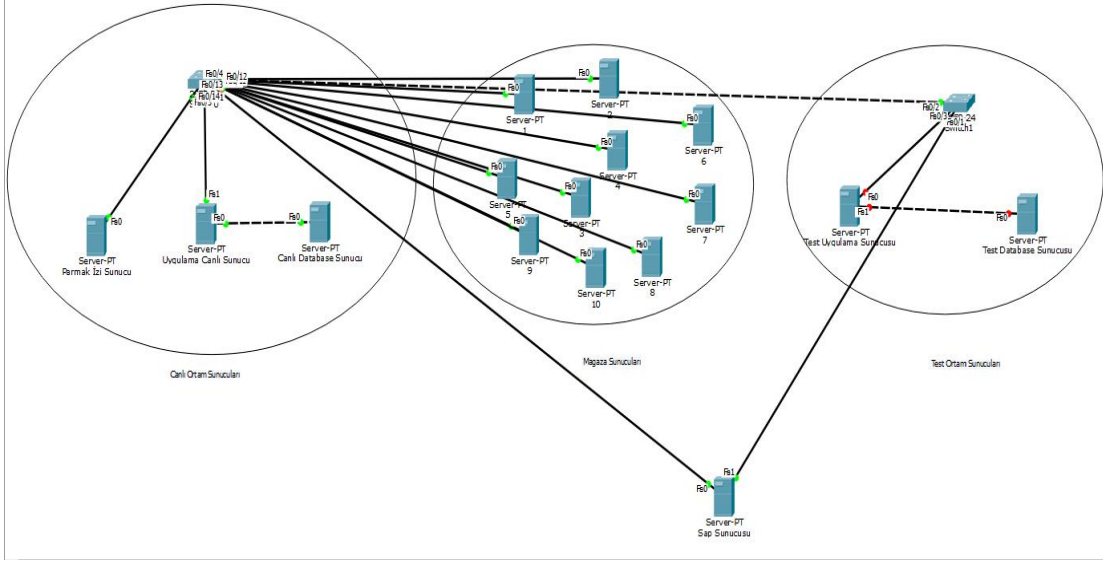 Fa0/4
Fa0/12
Fa0/13
Fa0/14
Fa0
Server-PT
Parmak İzi Sunucu
Fa1
Fa0
Server-PT
Uygulama Canlı Sunucu
Fa0
Server-PT
Canlı Database Sunucu
Canlı Ortam Sunucuları
Fa0
Server-PT
1
Fa0
Server-PT
2
Fa0
Server-PT
6
Fa0
Server-PT
4
Fa0
Server-PT
5
Fa0
Server-PT
3
Fa0
Server-PT
7
Fa0
Server-PT
9
Fa0
Server-PT
10
Fa0
Server-PT
8
Magaza Sunucuları
Fa0/2
Fa0/3
Fa0/1
24
Switch1
Fa0
Fa1
Server-PT
Test Uygulama Sunucusu
Fa0
Server-PT
Test Database Sunucusu
Test Ortam Sunucuları
Fa1
Fa0
Server-PT
Sap Sunucusu